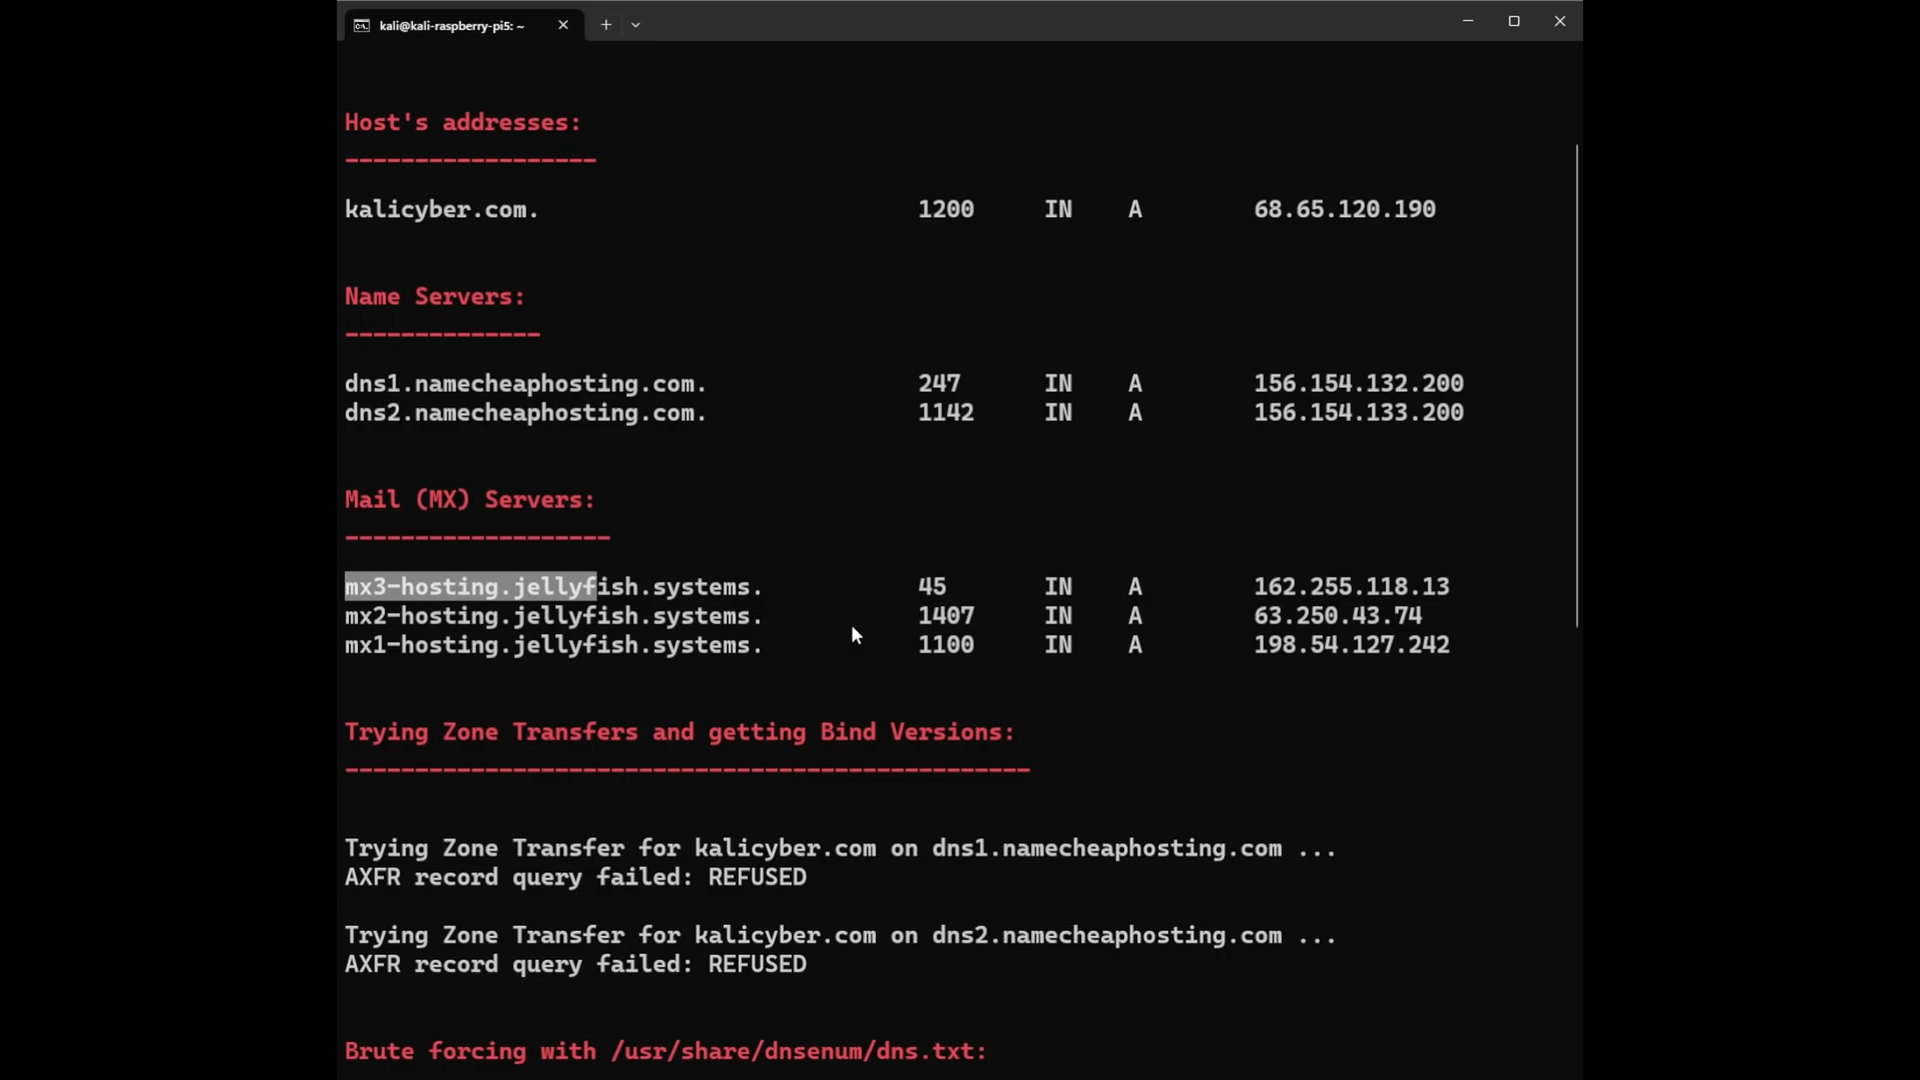 kali@kali-raspberry-pi5: ~
Host's addresses:
-----------------
kalicyber.com. 1200 IN A 68.65.120.190
Name Servers:
--------------
dns1.namecheaphosting.com. 247 IN A 156.154.132.200
dns2.namecheaphosting.com. 1142 IN A 156.154.133.200
Mail (MX) Servers:
-------------------
mx3-hosting.jellyfish.systems. 45 IN A 162.255.118.13
mx2-hosting.jellyfish.systems. 1407 IN A 63.250.43.74
mx1-hosting.jellyfish.systems. 1100 IN A 198.54.127.242
Trying Zone Transfers and getting Bind Versions:
-------------------------------------------------
Trying Zone Transfer for kalicyber.com on dns1.namecheaphosting.com ...
AXFR record query failed: REFUSED
Trying Zone Transfer for kalicyber.com on dns2.namecheaphosting.com ...
AXFR record query failed: REFUSED
Brute forcing with /usr/share/dnsenum/dns.txt: